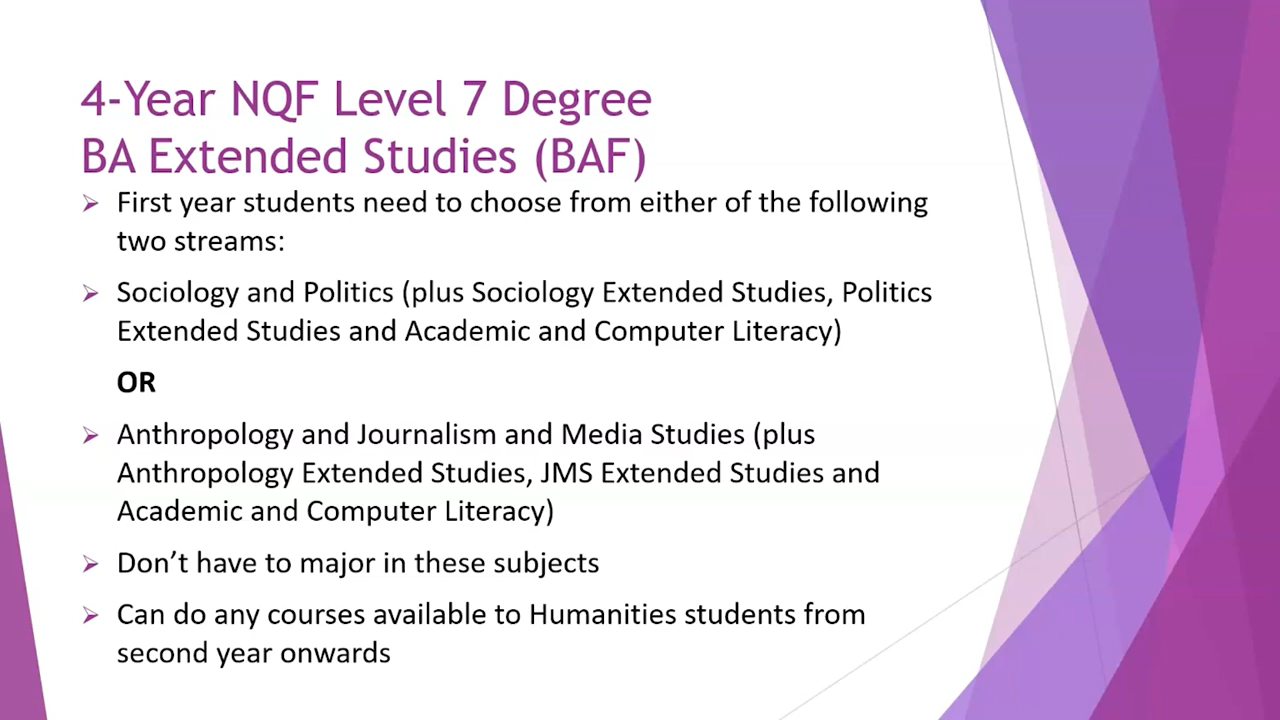 4-Year NQF Level 7 Degree
BA Extended Studies (BAF)
First year students need to choose from either of the following
two streams:
Sociology and Politics (plus Sociology Extended Studies, Politics
Extended Studies and Academic and Computer Literacy)
OR
Anthropology and Journalism and Media Studies (plus
Anthropology Extended Studies, JMS Extended Studies and
Academic and Computer Literacy)
Don’t have to major in these subjects
Can do any courses available to Humanities students from
second year onwards